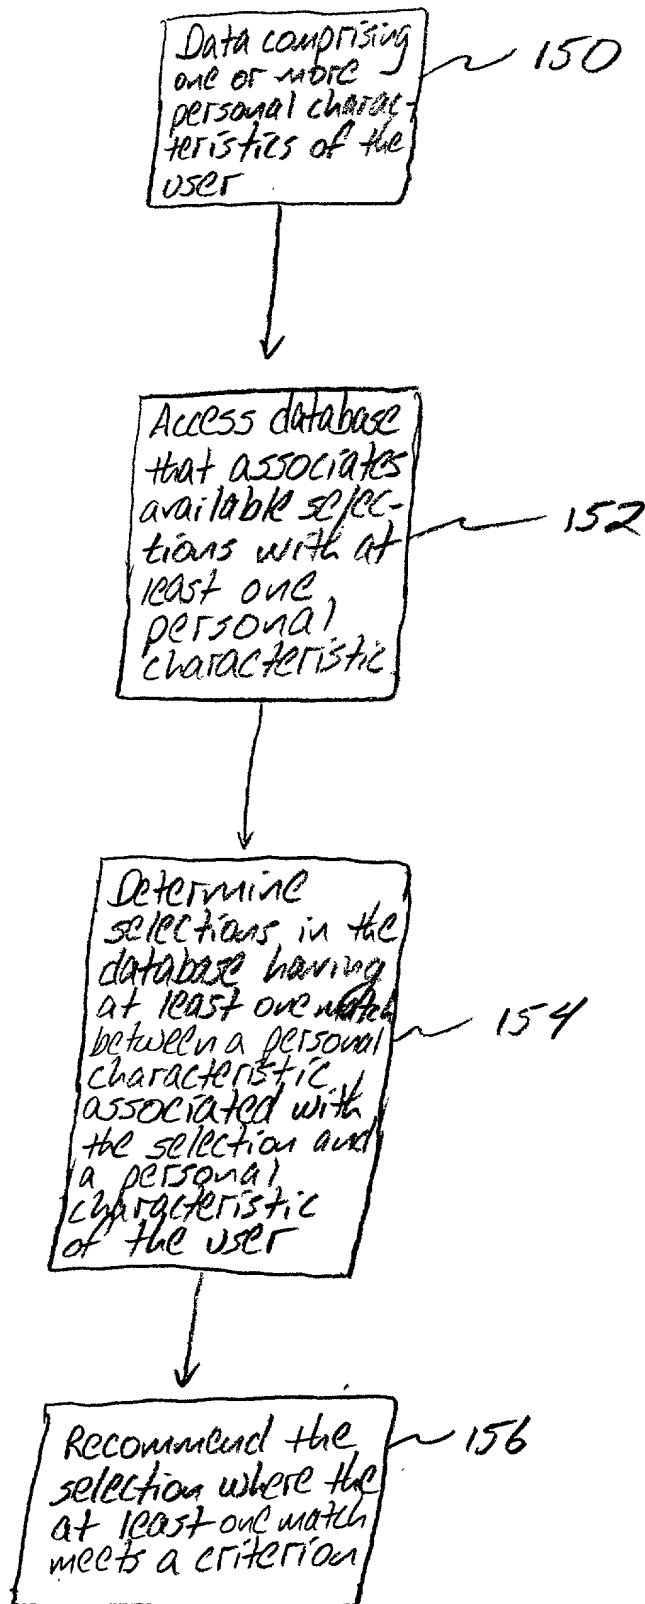 Data comprising
one or more
personal charac-
teristics of the
user
150
Access database
that associates
available selec-
tions with at
least one
personal
characteristic
152
Determine
selections in the
database having
at least one match
between a personal
characteristic
associated with
the selection and
a personal
characteristic
of the user
154
Recommend the
selection where the
at least one match
meets a criterion
156